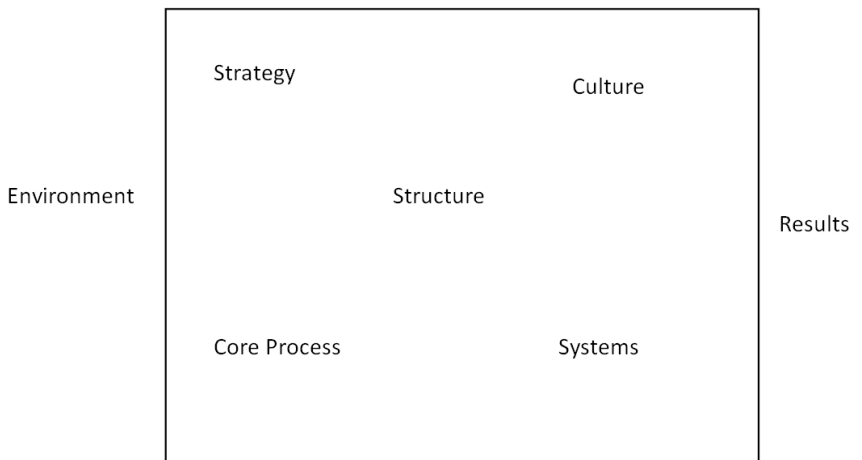 Strategy
Culture
Environment
Structure
Results
Core Process
Systems